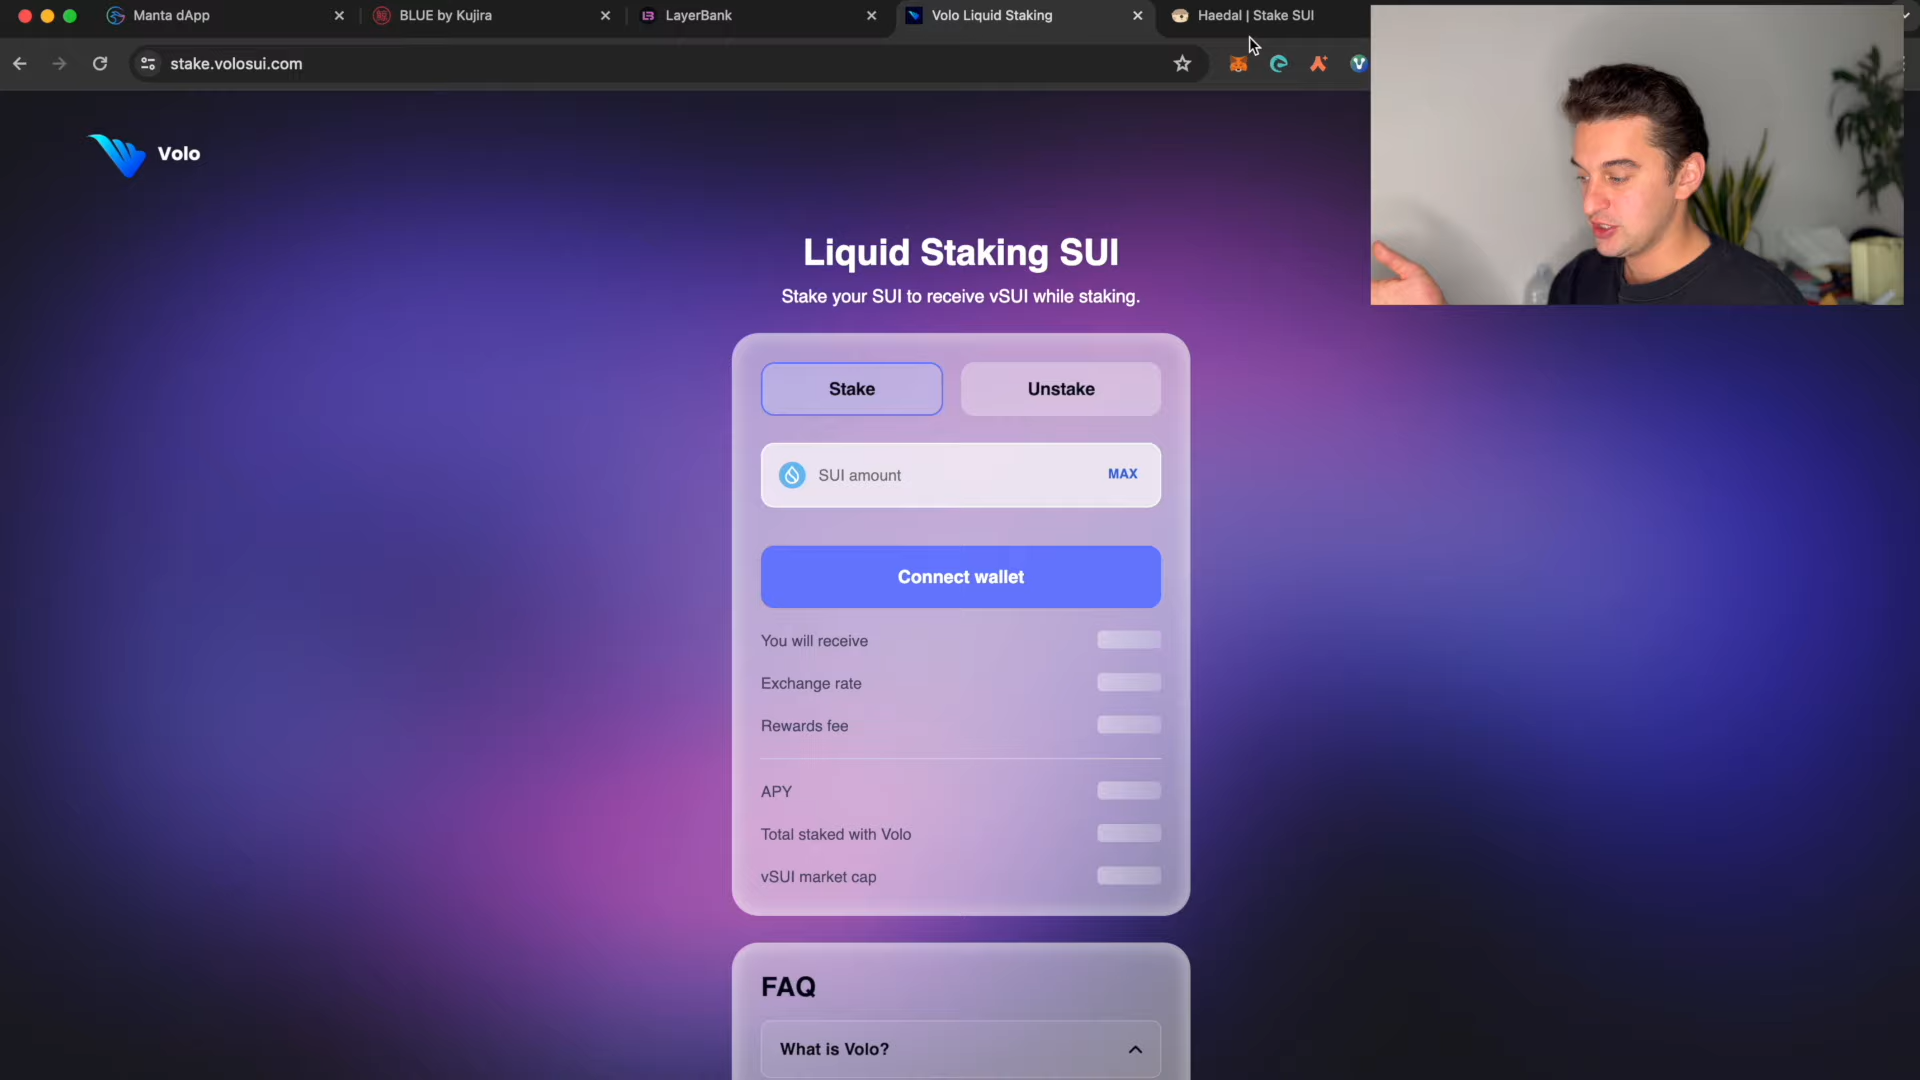 Manta dApp
BLUE by Kujira
LayerBank
Volo Liquid Staking
Haedal | Stake SUI
stake.volosui.com
Volo
Liquid Staking SUI
Stake your SUI to receive vSUI while staking.
Stake
Unstake
SUI amount
MAX
Connect wallet
You will receive
Exchange rate
Rewards fee
APY
Total staked with Volo
vSUI market cap
FAQ
What is Volo?